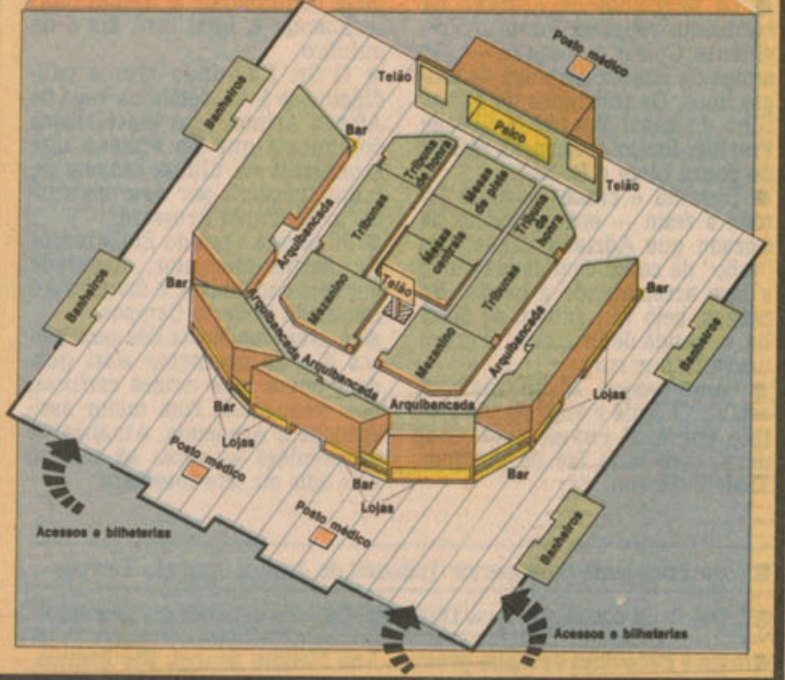 Posto médico
Telão
Palco
Telão
Banheiros
Bar
Tribuna
de honra
Mesas
de pista
Tribuna
de
honra
Tribunas
Mesas
centrais
Arquibancada
Telão
Tribunas
Mezanino
Mezanino
Bar
Banheiros
Arquibancada
Arquibancada
Arquibancada
Arquibancada
Bar
Banheiros
Lojas
Bar
Lojas
Posto médico
Bar
Lojas
Bar
Posto médico
Banheiros
Acessos e bilheterias
Acessos e bilheterias